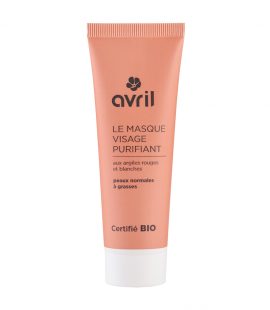 avril
LE MASQUE
VISAGE
PURIFIANT
aux argiles rouges
et blanches
peaux normales
à grasses
Certifié BIO